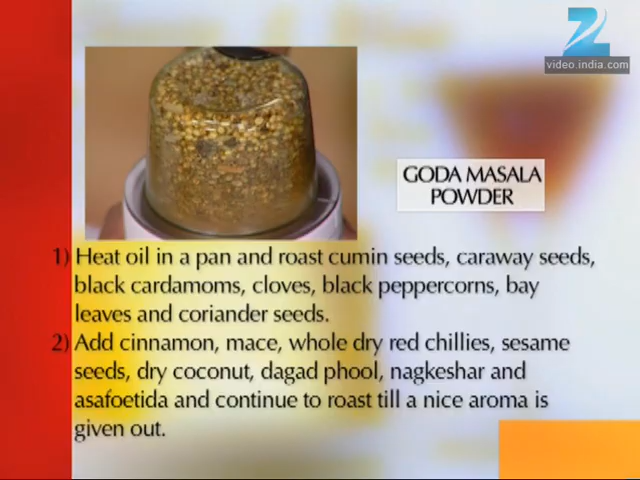 Z
video.india.com
GODA MASALA
POWDER
1) Heat oil in a pan and roast cumin seeds, caraway seeds,
black cardamoms, cloves, black peppercorns, bay
leaves and coriander seeds.
2) Add cinnamon, mace, whole dry red chillies, sesame
seeds, dry coconut, dagad phool, nagkeshar and
asafoetida and continue to roast till a nice aroma is
given out.